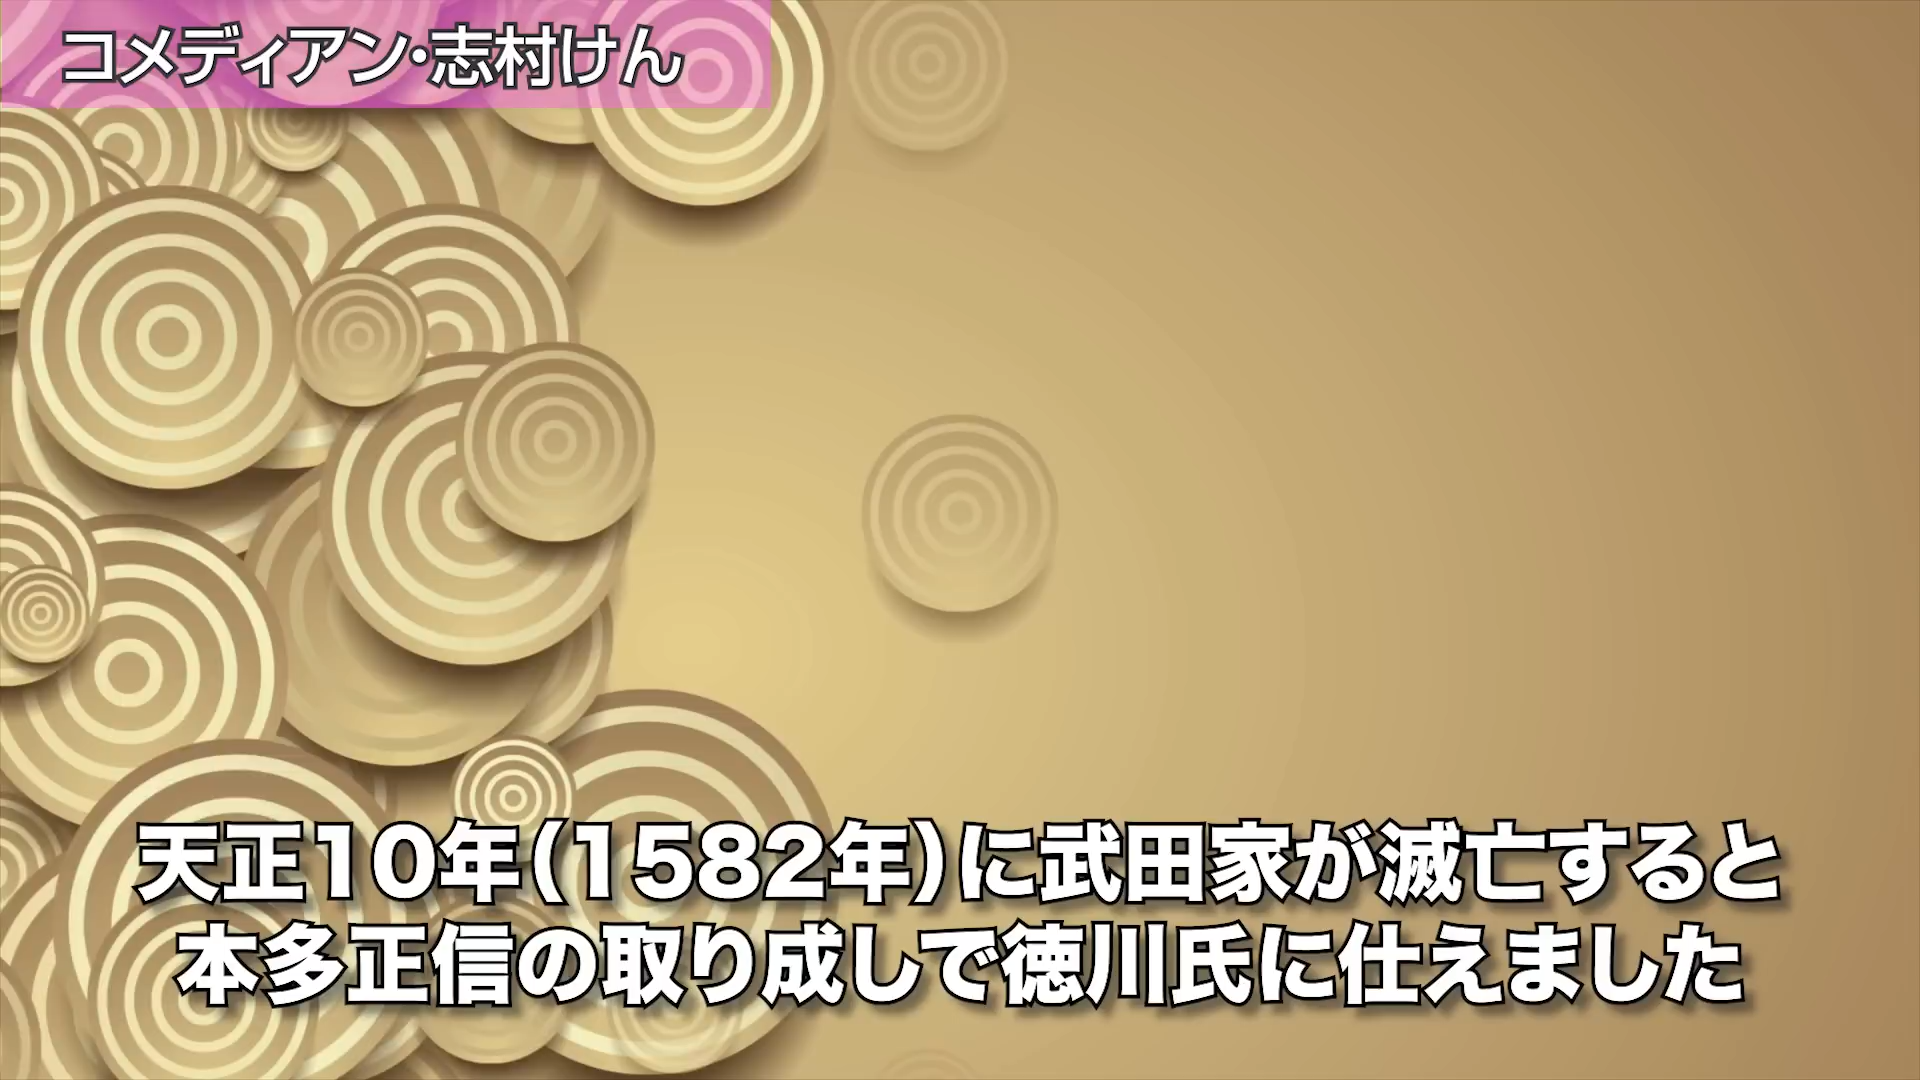 コメディアン・志村けん
天正10年(1582年)に武田家が滅亡すると
本多正信の取り成しで徳川氏に仕えました